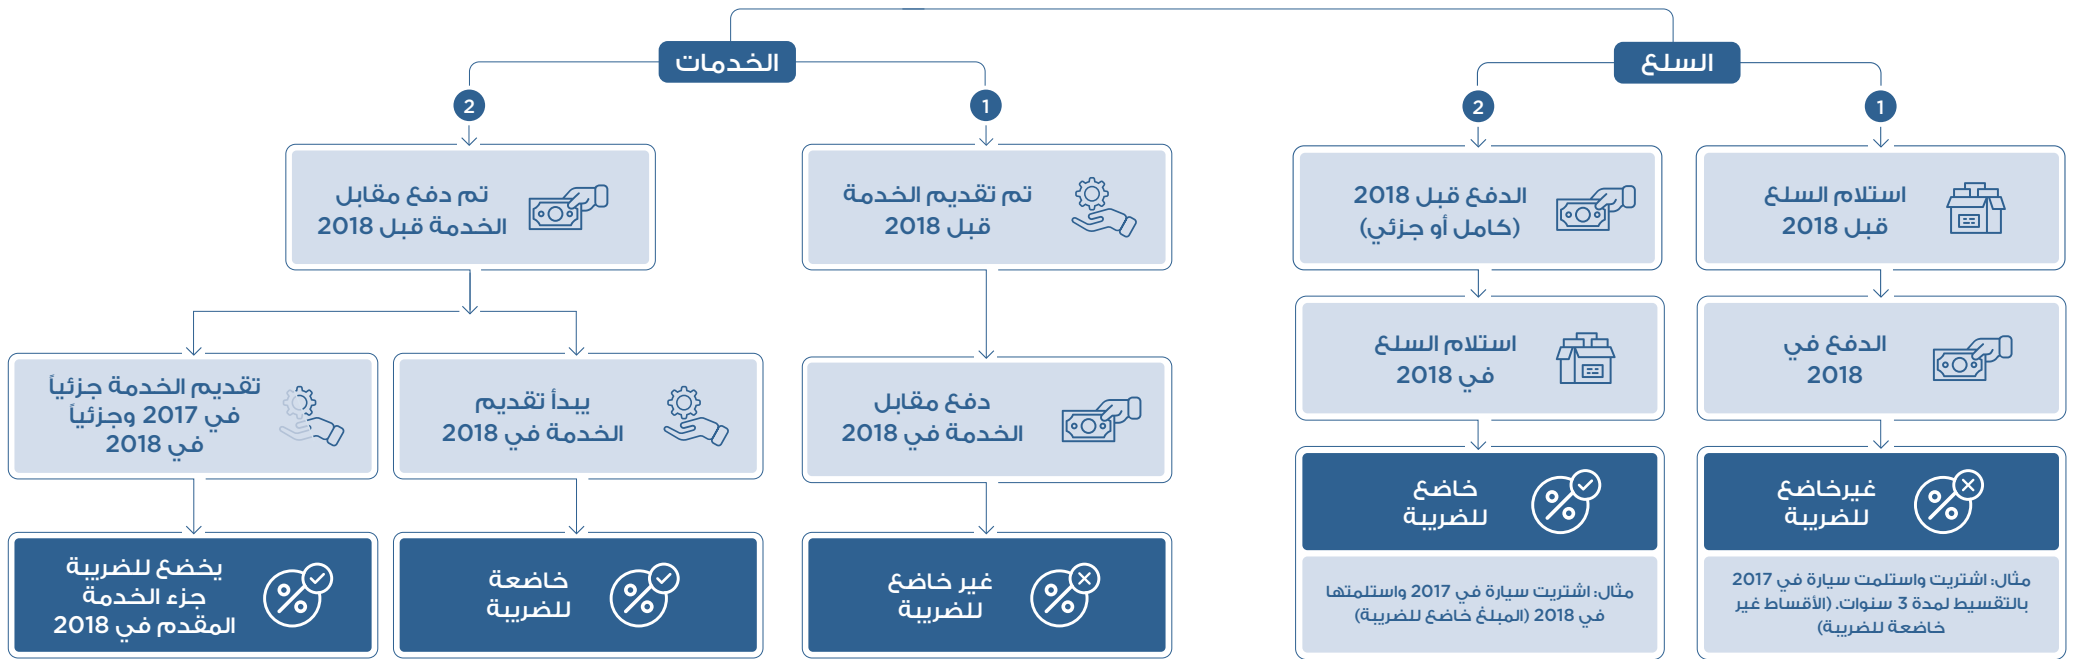 السلع
1
استلام السلع
قبل 2018
الدفع في
2018
غيرخاضع
للضريبة
مثال: اشتريت واستلمت سيارة في 2017
بالتقسيط لمدة 3 سنوات. (الأقساط غير
خاضعة للضريبة)
2
الدفع قبل 2018
(كامل أو جزئي)
استلام السلع
في 2018
خاضع
للضريبة
مثال: اشتريت سيارة في 2017 واستلمتها
في 2018 (المبلغ خاضع للضريبة)
الخدمات
1
تم تقديم الخدمة
قبل 2018
دفع مقابل
الخدمة في 2018
غير خاضع
للضريبة
2
تم دفع مقابل
الخدمة قبل 2018
يبدأ تقديم
الخدمة في 2018
خاضعة
للضريبة
تقديم الخدمة جزئياً
في 2017 وجزئياً
في 2018
يخضع للضريبة
جزء الخدمة
المقدم في 2018